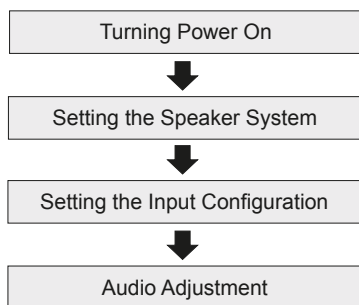 Turning Power On
Setting the Speaker System
Setting the Input Configuration
Audio Adjustment